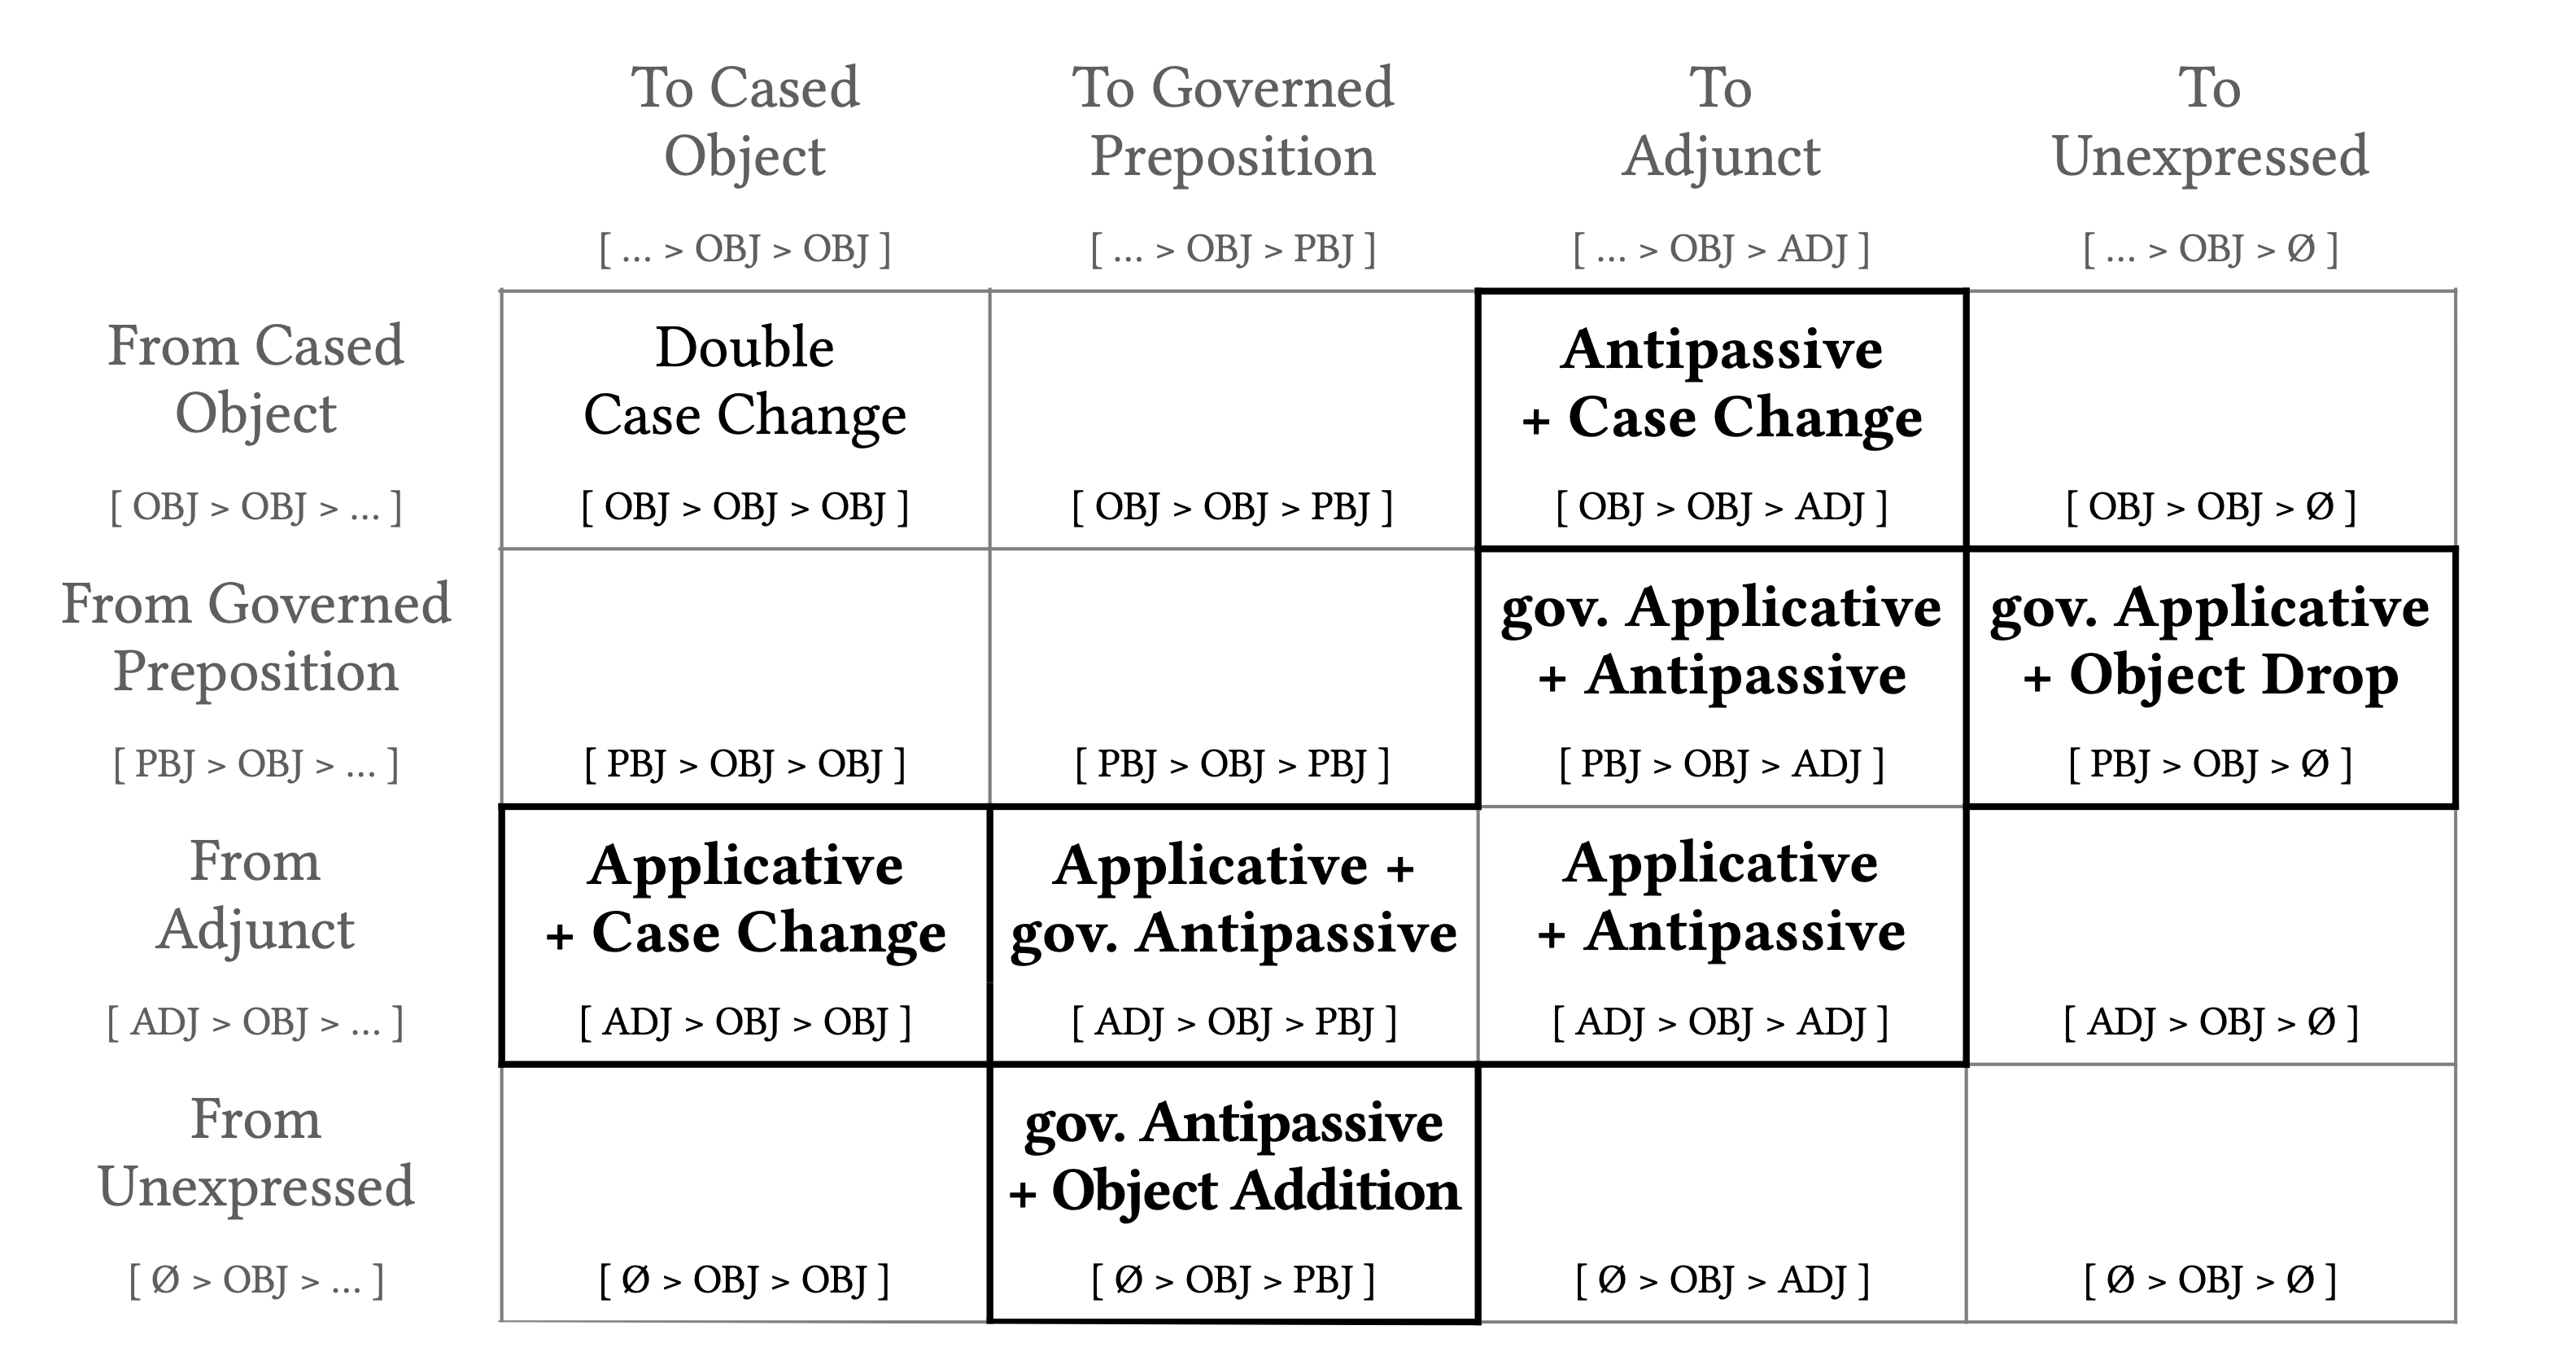 To Cased
Object
[ … > OBJ > OBJ ]
To Governed
Preposition
[ … > OBJ > PBJ ]
To
Adjunct
[ … > OBJ > ADJ ]
To
Unexpressed
[ … > OBJ > Ø ]
From Cased
Object
[ OBJ > OBJ > … ]
Double
Case Change
[ OBJ > OBJ > OBJ ]
[ OBJ > OBJ > PBJ ]
Antipassive
+ Case Change
[ OBJ > OBJ > ADJ ]
[ OBJ > OBJ > Ø ]
From Governed
Preposition
[ PBJ > OBJ > … ]
[ PBJ > OBJ > OBJ ]
[ PBJ > OBJ > PBJ ]
gov. Applicative
+ Antipassive
[ PBJ > OBJ > ADJ ]
gov. Applicative
+ Object Drop
[ PBJ > OBJ > Ø ]
From
Adjunct
[ ADJ > OBJ > … ]
Applicative
+ Case Change
[ ADJ > OBJ > OBJ ]
Applicative +
gov. Antipassive
[ ADJ > OBJ > PBJ ]
Applicative
+ Antipassive
[ ADJ > OBJ > ADJ ]
[ ADJ > OBJ > Ø ]
From
Unexpressed
[ Ø > OBJ > … ]
[ Ø > OBJ > OBJ ]
gov. Antipassive
+ Object Addition
[ Ø > OBJ > PBJ ]
[ Ø > OBJ > ADJ ]
[ Ø > OBJ > Ø ]